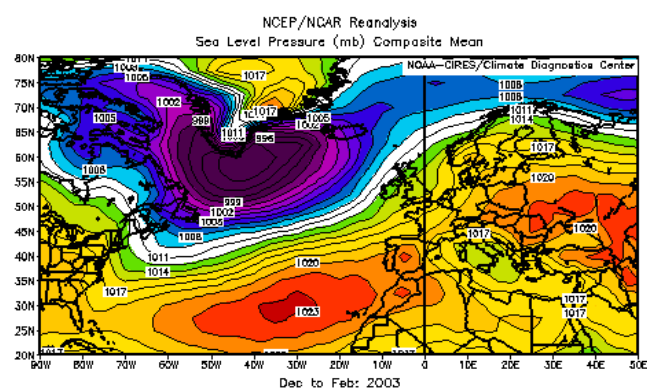 NCEP/NCAR Reanalysis
Sea Level Pressure (mb) Composite Mean
NOAA-CIRES/Climate Diagnostics Center
80N
75N
70N
65N
60N
55N
50N
45N
40N
35N
30N
25N
20N
1017
1002
1017
1005
1005
1002
1011
996
1008
999
1002
1005
1008
1011
1014
1017
1020
1023
1008
1008
1011
1014
1017
1020
1020
1017
1017
1017
1017
90W 80W 70W 60W 50W 40W 30W 20W 10W 0 10E 20E 30E 40E 50E
Dec to Feb: 2003